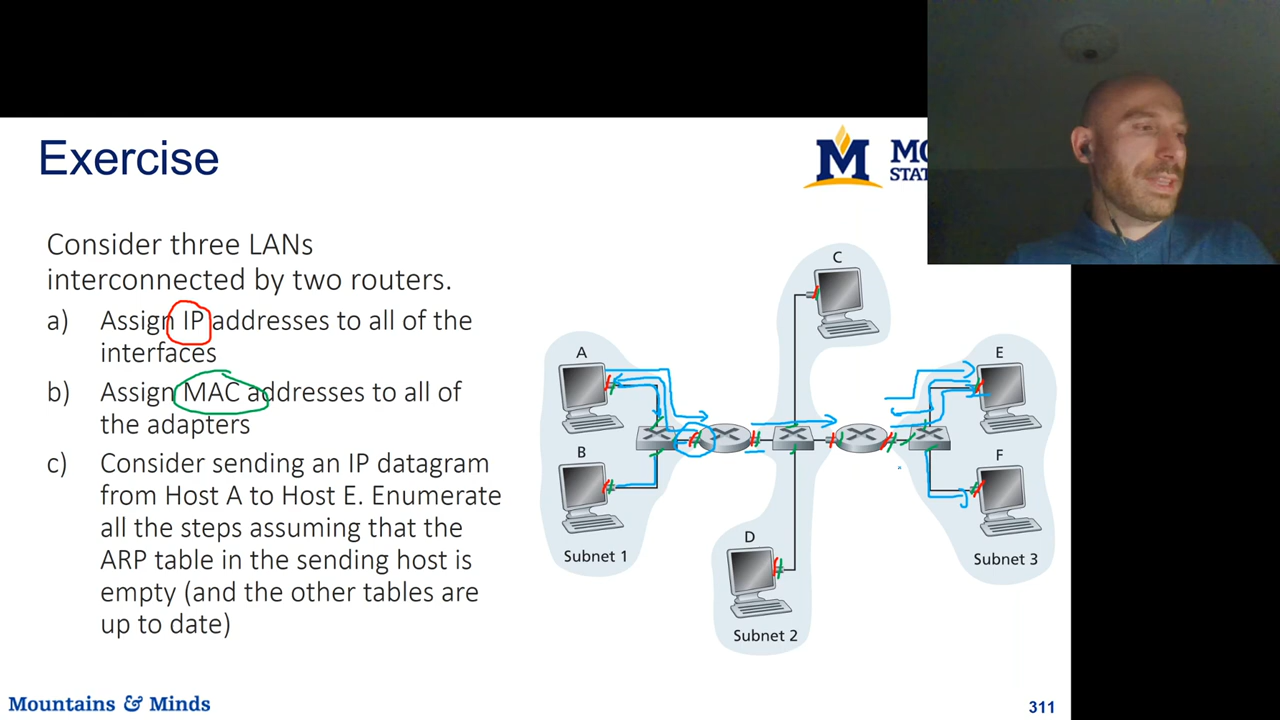 Exercise
M
MO
STAT
Consider three LANs
interconnected by two routers.
a) Assign IP addresses to all of the
interfaces
b) Assign MAC addresses to all of
the adapters
c) Consider sending an IP datagram
from Host A to Host E. Enumerate
all the steps assuming that the
ARP table in the sending host is
empty (and the other tables are
up to date)
C
A
E
B
F
D
Subnet 1
Subnet 3
Subnet 2
Mountains & Minds
311